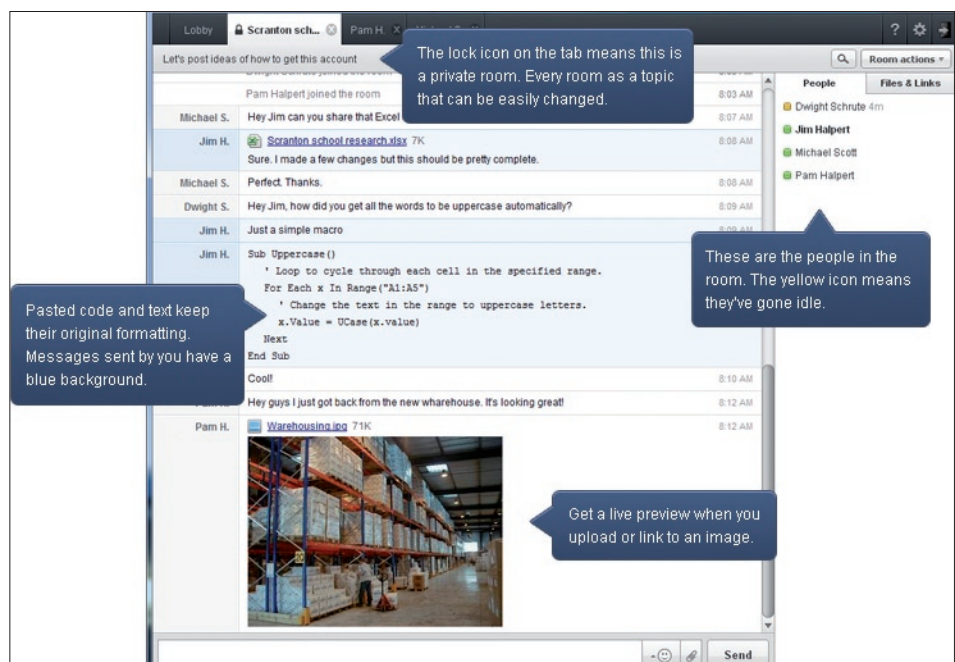 Lobby
Scranton sch...
Pam H.
Let's post ideas of how to get this account
Room actions
The lock icon on the tab means this is
a private room. Every room as a topic
that can be easily changed.
People
Files & Links
Pam Halpert joined the room
8:03 AM
Dwight Schrute 4m
Jim Halpert
Michael Scott
Pam Halpert
Michael S.
Hey Jim can you share that Excel
8:07 AM
Jim H.
Scranton school research.xlsx 7K
8:08 AM
Sure. I made a few changes but this should be pretty complete.
Michael S.
Perfect. Thanks.
8:08 AM
Dwight S.
Hey Jim, how did you get all the words to be uppercase automatically?
8:09 AM
Jim H.
Just a simple macro
8:09 AM
These are the people in the
room. The yellow icon means
they've gone idle.
Jim H.
Sub Uppercase()
' Loop to cycle through each cell in the specified range.
For Each x In Range("A1:A5")
' Change the text in the range to uppercase letters.
x.Value = UCase(x.value)
Next
End Sub
Pasted code and text keep
their original formatting.
Messages sent by you have a
blue background.
Cool!
8:10 AM
Hey guys I just got back from the new wharehouse. It's looking great!
8:12 AM
Pam H.
Warehousing.jpg 71K
8:12 AM
Get a live preview when you
upload or link to an image.
Send